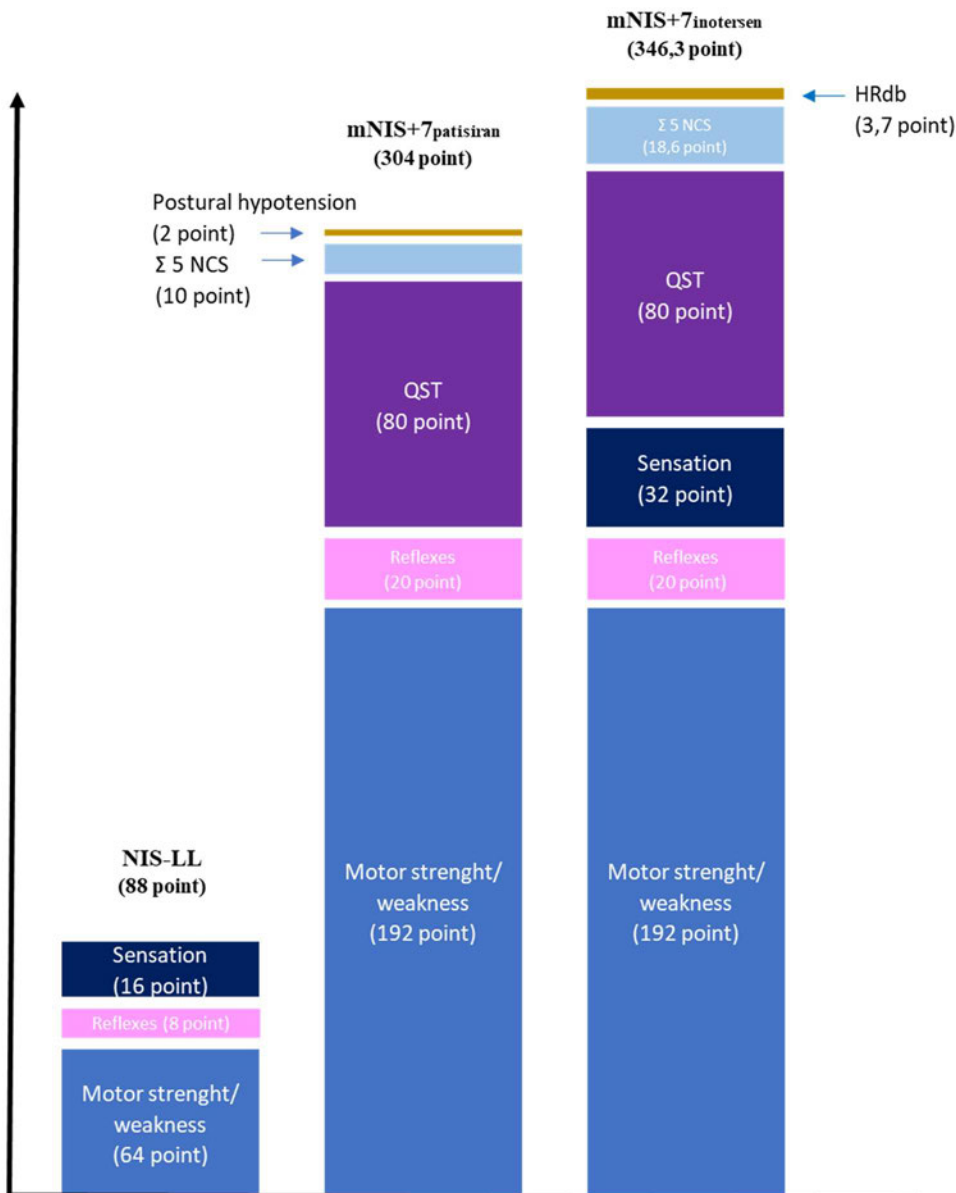 mNIS+7inotersen
(346,3 point)
HRdb
(3,7 point)
Σ 5 NCS
(18,6 point)
QST
(80 point)
Sensation
(32 point)
Reflexes
(20 point)
Motor strenght/
weakness
(192 point)
mNIS+7patisiran
(304 point)
Postural hypotension
(2 point)
Σ 5 NCS
(10 point)
QST
(80 point)
Reflexes
(20 point)
Motor strenght/
weakness
(192 point)
NIS-LL
(88 point)
Sensation
(16 point)
Reflexes (8 point)
Motor strenght/
weakness
(64 point)